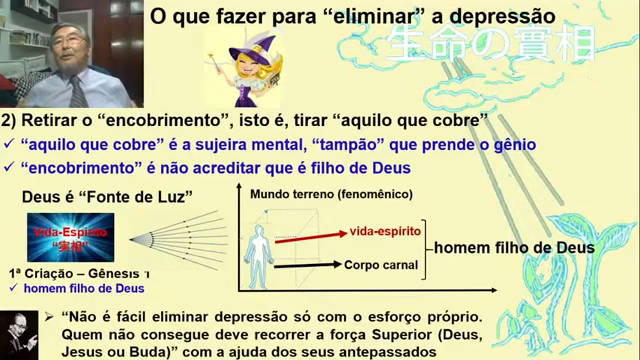 O que fazer para “eliminar” a depressão
生命の實相
2) Retirar o “encobrimento”, isto é, tirar “aquilo que cobre”
✓ “aquilo que cobre” é a sujeira mental, “tampão” que prende o gênio
✓ “encobrimento” é não acreditar que é filho de Deus
Deus é “Fonte de Luz”
Vida-Espírito
“実相”
Mundo terreno (fenomênico)
vida-espírito
Corpo carnal
homem filho de Deus
1ª Criação – Gênesis 1
✓ homem filho de Deus
➢ “Não é fácil eliminar depressão só com o esforço próprio.
Quem não consegue deve recorrer a força Superior (Deus,
Jesus ou Buda)” com a ajuda dos seus antepassados